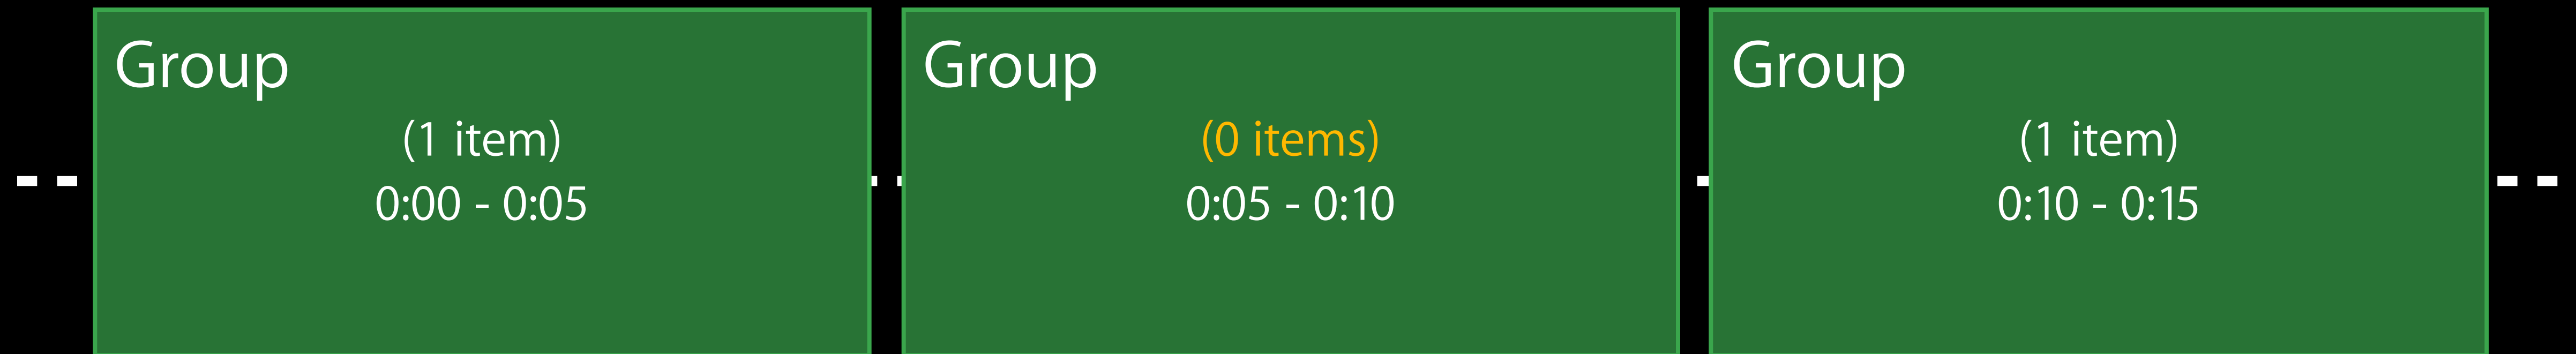 Group
(1 item)
0:00 - 0:05
Group
(0 items)
0:05 - 0:10
Group
(1 item)
0:10 - 0:15